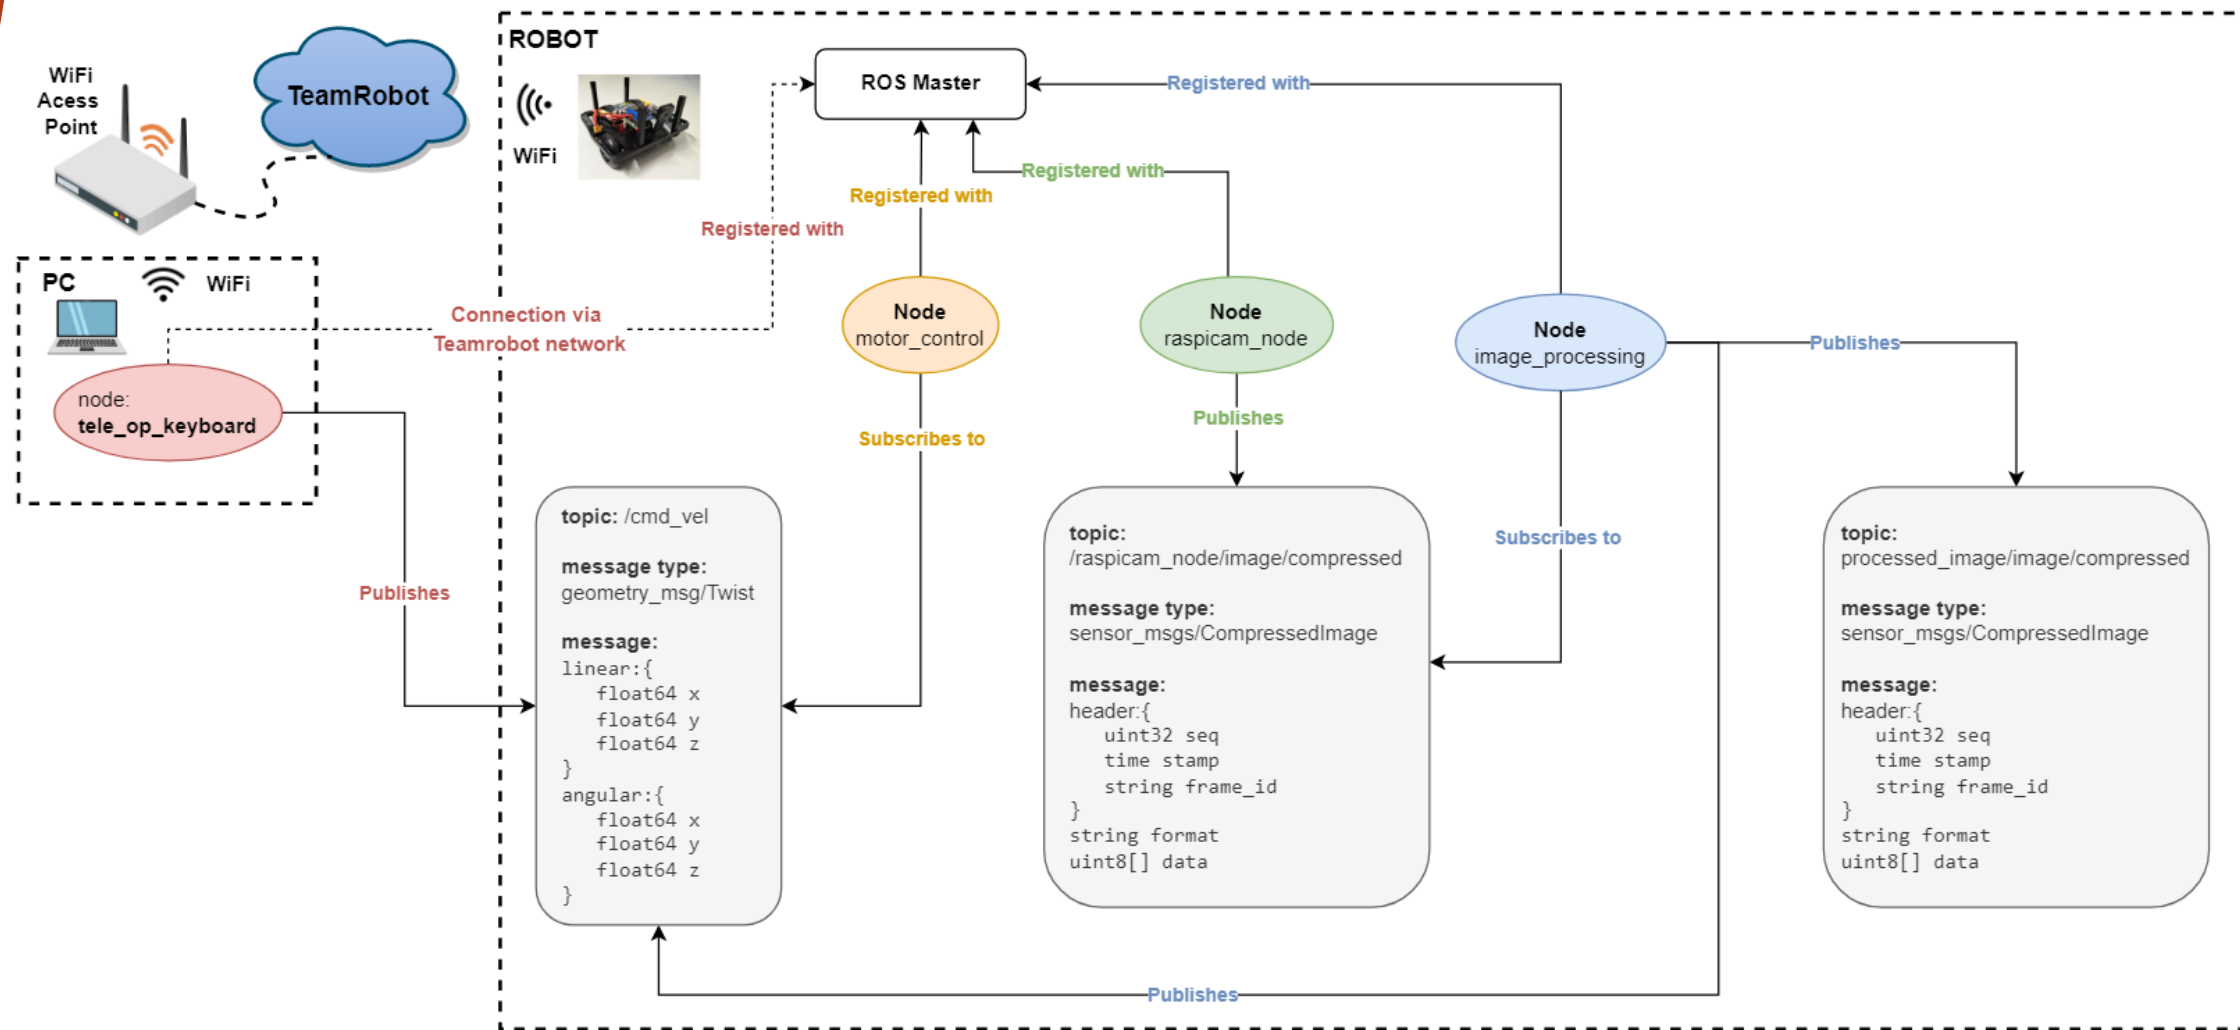 WiFi
Acess
Point
TeamRobot
ROBOT
WiFi
ROS Master
Registered with
Registered with
Registered with
Registered with
PC
WiFi
Connection via
Teamrobot network
node:
tele_op_keyboard
Node
motor_control
Node
raspicam_node
Node
image_processing
Publishes
Publishes
Subscribes to
Subscribes to
Publishes
topic: /cmd_vel
message type:
geometry_msg/Twist
message:
linear:{
float64 x
float64 y
float64 z
}
angular:{
float64 x
float64 y
float64 z
}
topic:
/raspicam_node/image/compressed
message type:
sensor_msgs/CompressedImage
message:
header:{
uint32 seq
time stamp
string frame_id
}
string format
uint8[] data
topic:
processed_image/image/compressed
message type:
sensor_msgs/CompressedImage
message:
header:{
uint32 seq
time stamp
string frame_id
}
string format
uint8[] data
Publishes